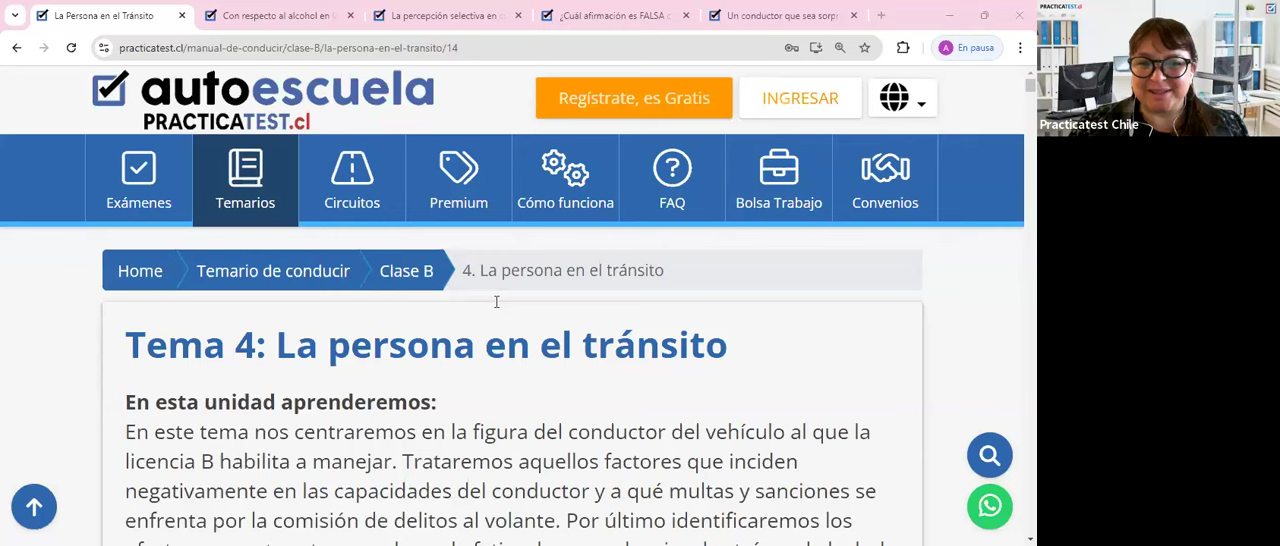 La Persona en el Tránsito
Con respecto al alcohol en l
La percepción selectiva en c
¿Cuál afirmación es FALSA c
Un conductor que sea sorpr
practicatest.cl/manual-de-conducir/clase-B/la-persona-en-el-transito/14
A
En pausa
PRACTICATEST.cl
Practicatest Chile
autoescuela
PRACTICATEST.cl
Regístrate, es Gratis
INGRESAR
Exámenes
Temarios
Circuitos
Premium
Cómo funciona
FAQ
Bolsa Trabajo
Convenios
Home
Temario de conducir
Clase B
4. La persona en el tránsito
Tema 4: La persona en el tránsito
En esta unidad aprenderemos:
En este tema nos centraremos en la figura del conductor del vehículo al que la
licencia B habilita a manejar. Trataremos aquellos factores que inciden
negativamente en las capacidades del conductor y a qué multas y sanciones se
enfrenta por la comisión de delitos al volante. Por último identificaremos los